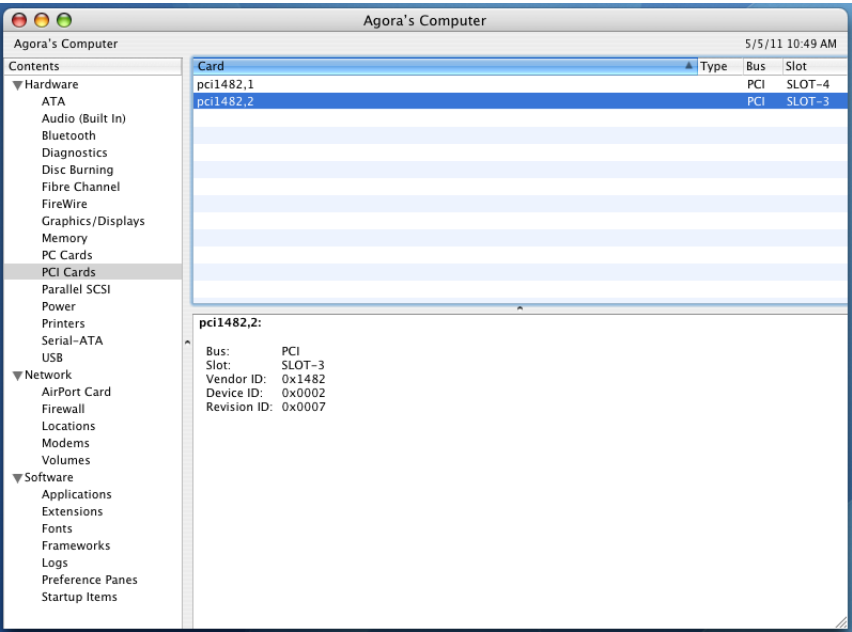 Agora's Computer
Agora's Computer 5/5/11 10:49 AM
Contents
Hardware
ATA
Audio (Built In)
Bluetooth
Diagnostics
Disc Burning
Fibre Channel
FireWire
Graphics/Displays
Memory
PC Cards
PCI Cards
Parallel SCSI
Power
Printers
Serial-ATA
USB
Network
AirPort Card
Firewall
Locations
Modems
Volumes
Software
Applications
Extensions
Fonts
Frameworks
Logs
Preference Panes
Startup Items
Card Type Bus Slot
pci1482,1 PCI SLOT-4
pci1482,2 PCI SLOT-3
pci1482,2:
Bus: PCI
Slot: SLOT-3
Vendor ID: 0x1482
Device ID: 0x0002
Revision ID: 0x0007